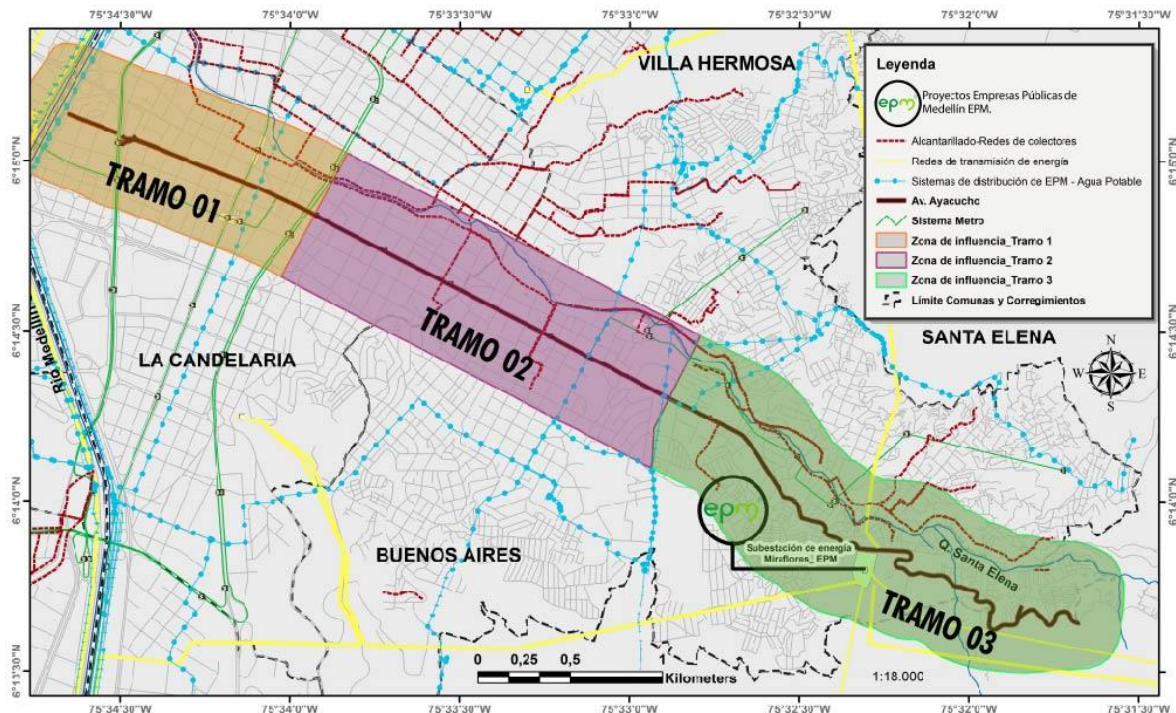 75°34'30"W 75°34'0"W 75°33'30"W 75°33'0"W 75°32'30"W 75°32'0"W 75°31'30"W
6°15'0"N
6°14'30"N
6°14'0"N
6°13'30"N
VILLA HERMOSA
Leyenda
epm
Proyectos Empresas Públicas de
Medellín EPM.
Alcantarillado-Redes de colectores
Redes de transmisión de energía
Sistemas de distribución de EPM - Agua Potable
Av. Ayacucho
Sistema Metro
Zona de influencia_Tramo 1
Zona de influencia_Tramo 2
Zona de influencia_Tramo 3
Límite Comunas y Corregimientos
6°15'0"N
TRAMO 01
TRAMO 02
LA CANDELARIA
Río Medellín
SANTA ELENA
N
W E
S
6°14'30"N
6°14'0"N
epm
Subestación de energía
Miraflores_EPM
BUENOS AIRES
Q. Santa Elena
TRAMO 03
0 0,25 0,5 1
Kilometers
1:18.000
6°13'30"N
75°34'30"W 75°34'0"W 75°33'30"W 75°33'0"W 75°32'30"W 75°32'0"W 75°31'30"W